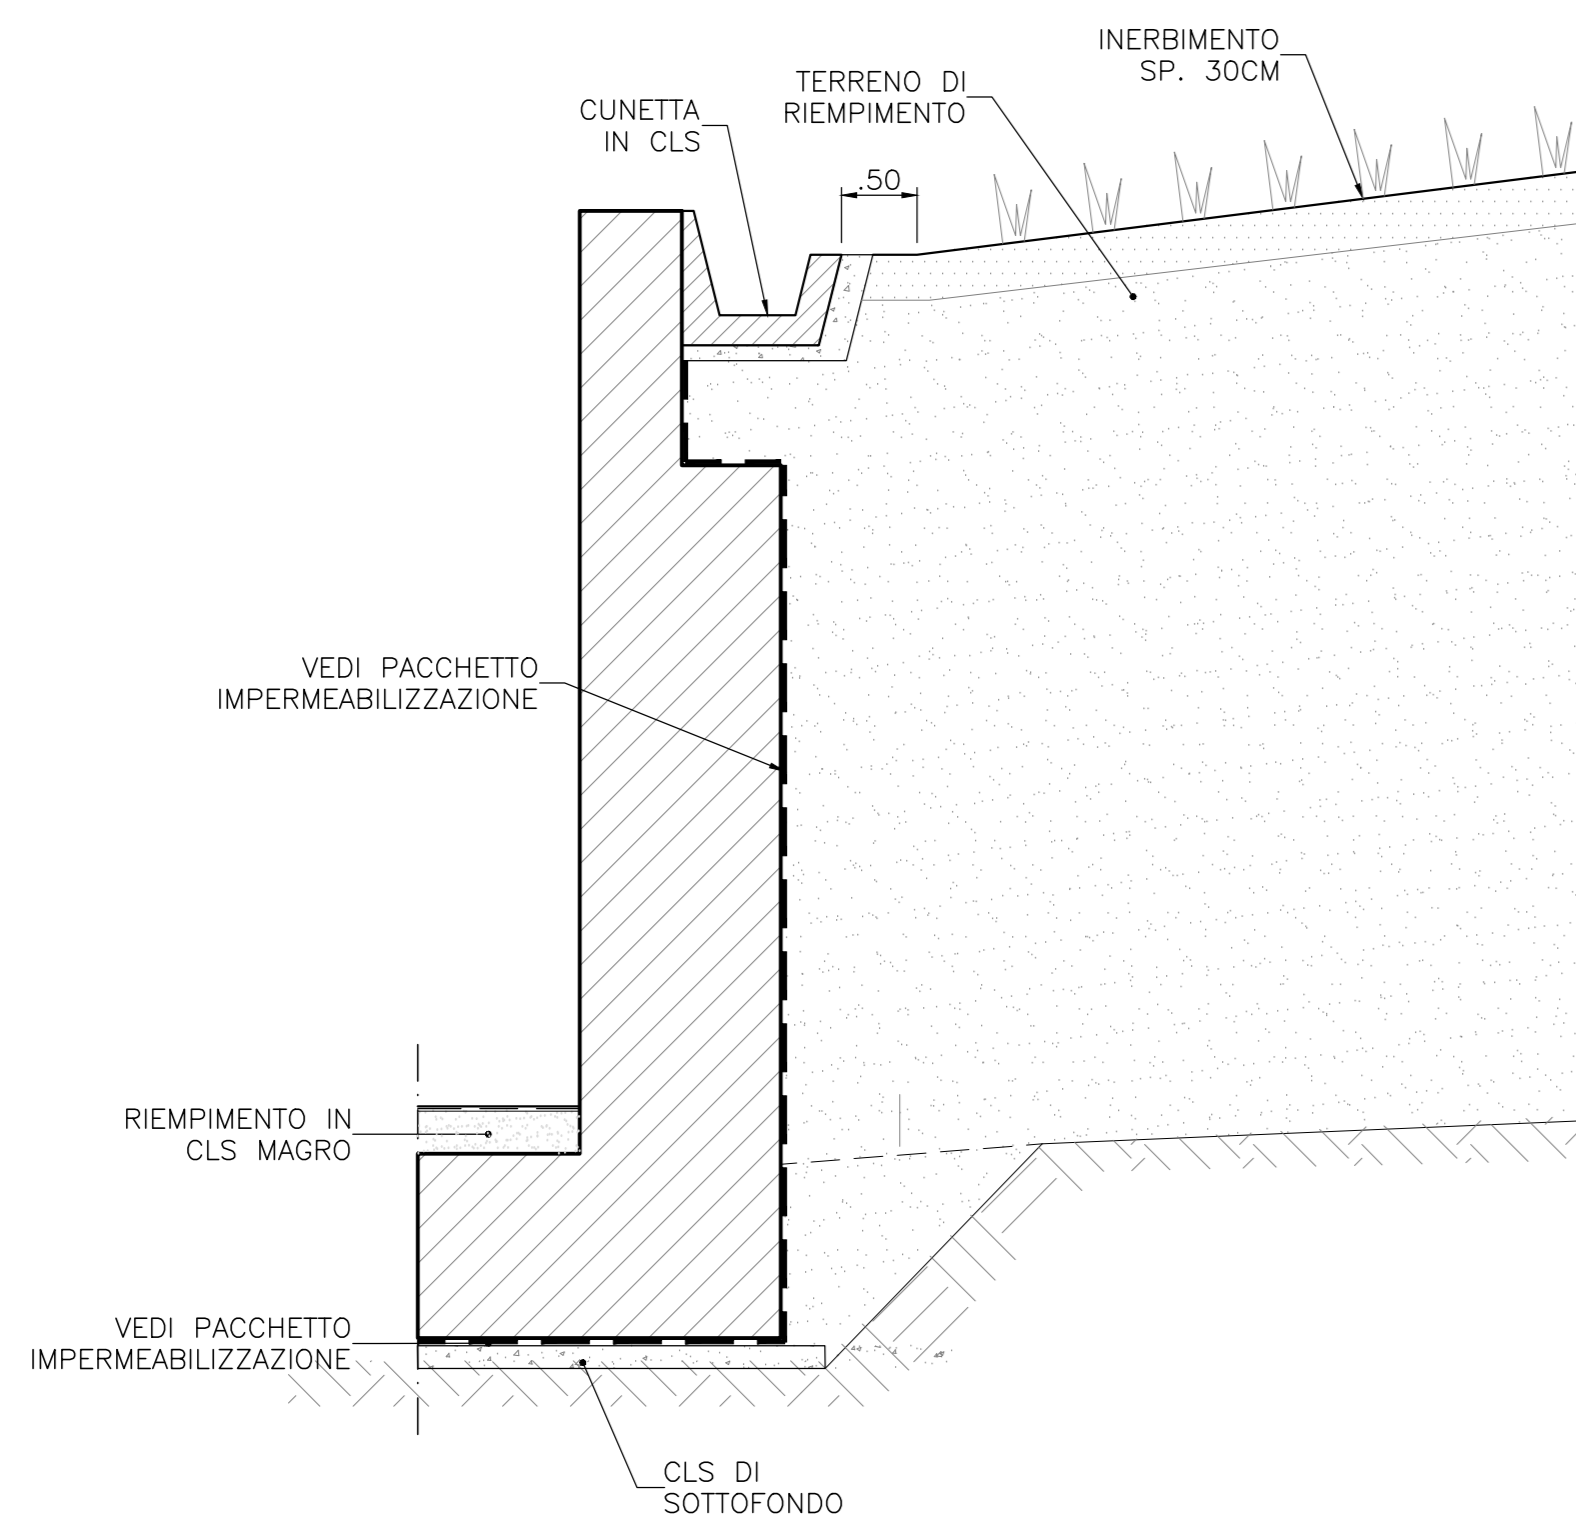 INERBIMENTO
SP. 30CM
TERRENO DI
RIEMPIMENTO
CUNETTA
IN CLS
.50
VEDI PACCHETTO
IMPERMEABILIZZAZIONE
RIEMPIMENTO IN
CLS MAGRO
VEDI PACCHETTO
IMPERMEABILIZZAZIONE
CLS DI
SOTTOFONDO